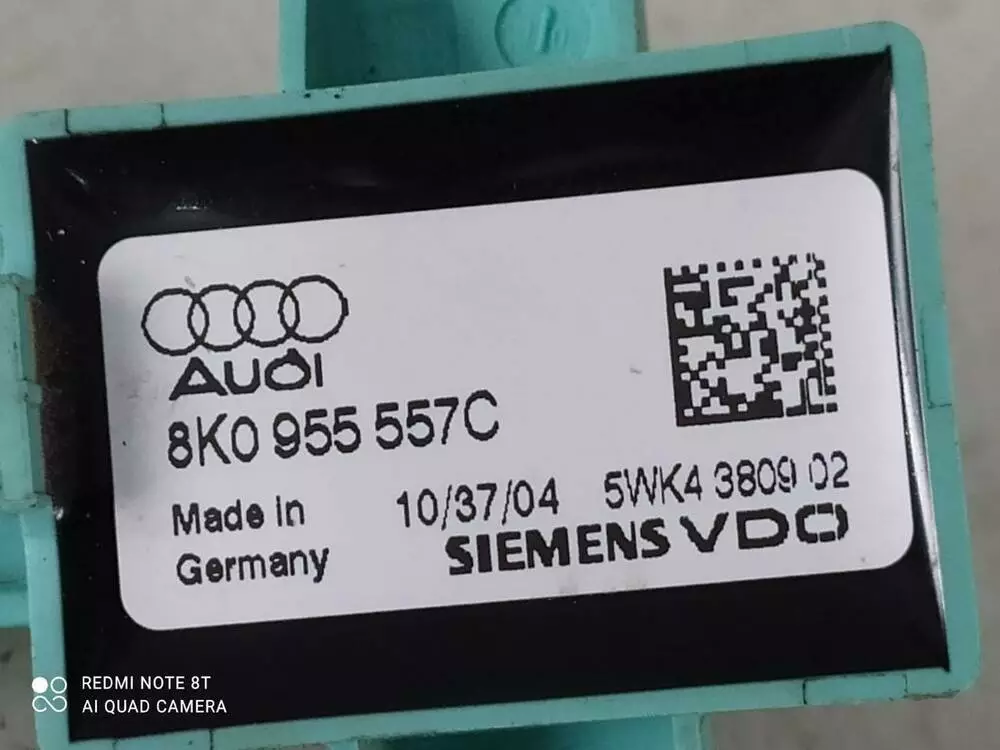 AUDI
8K0 955 557C
Made in
Germany
10/37/04 5WK4 3809 02
SIEMENS VDO
REDMI NOTE 8T
AI QUAD CAMERA